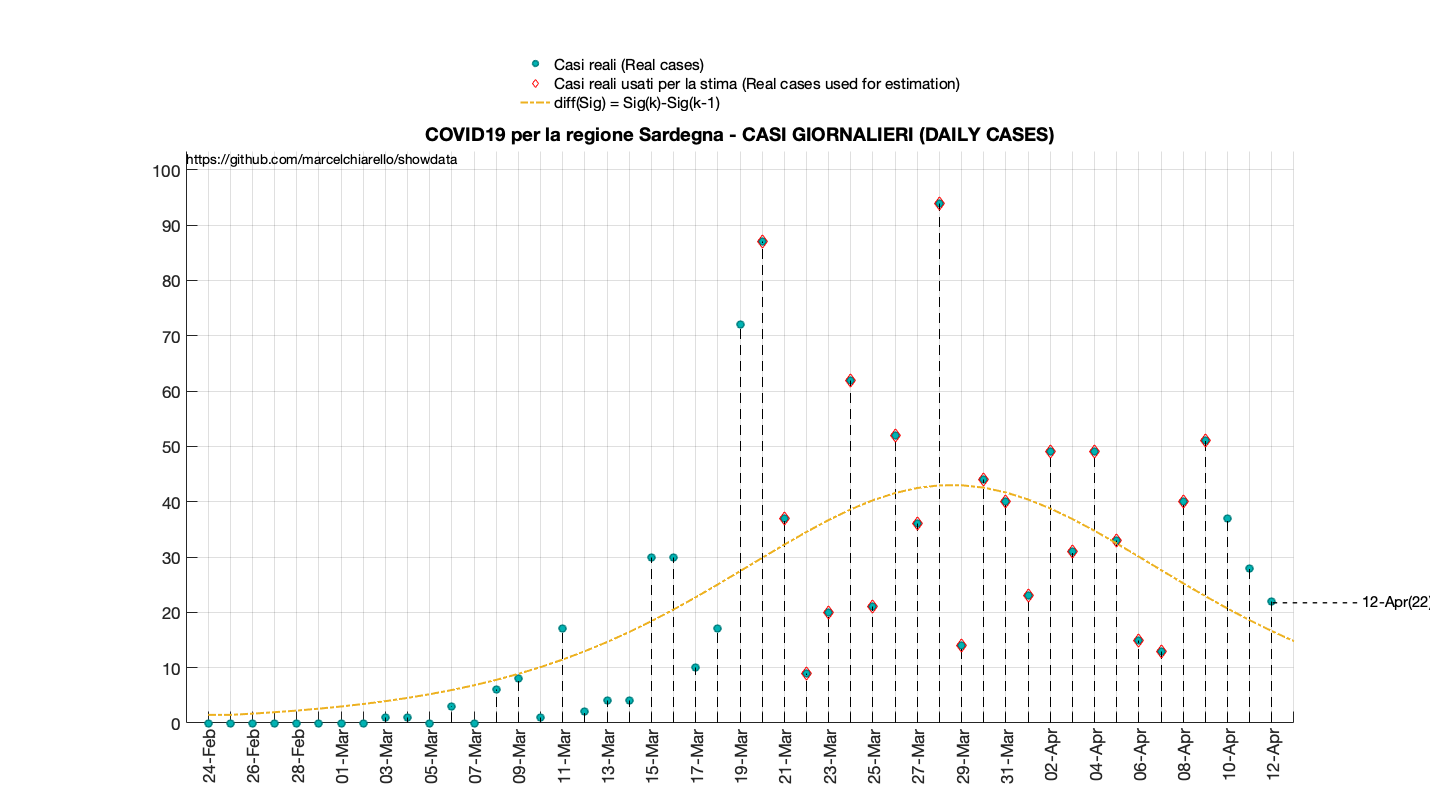 Casi reali (Real cases)
Casi reali usati per la stima (Real cases used for estimation)
diff(Sig) = Sig(k)-Sig(k-1)
COVID19 per la regione Sardegna - CASI GIORNALIERI (DAILY CASES)
https://github.com/marcelchiarello/showdata
100
90
80
70
60
50
40
30
20
10
0
12-Apr(22)
24-Feb
26-Feb
28-Feb
01-Mar
03-Mar
05-Mar
07-Mar
09-Mar
11-Mar
13-Mar
15-Mar
17-Mar
19-Mar
21-Mar
23-Mar
25-Mar
27-Mar
29-Mar
31-Mar
02-Apr
04-Apr
06-Apr
08-Apr
10-Apr
12-Apr